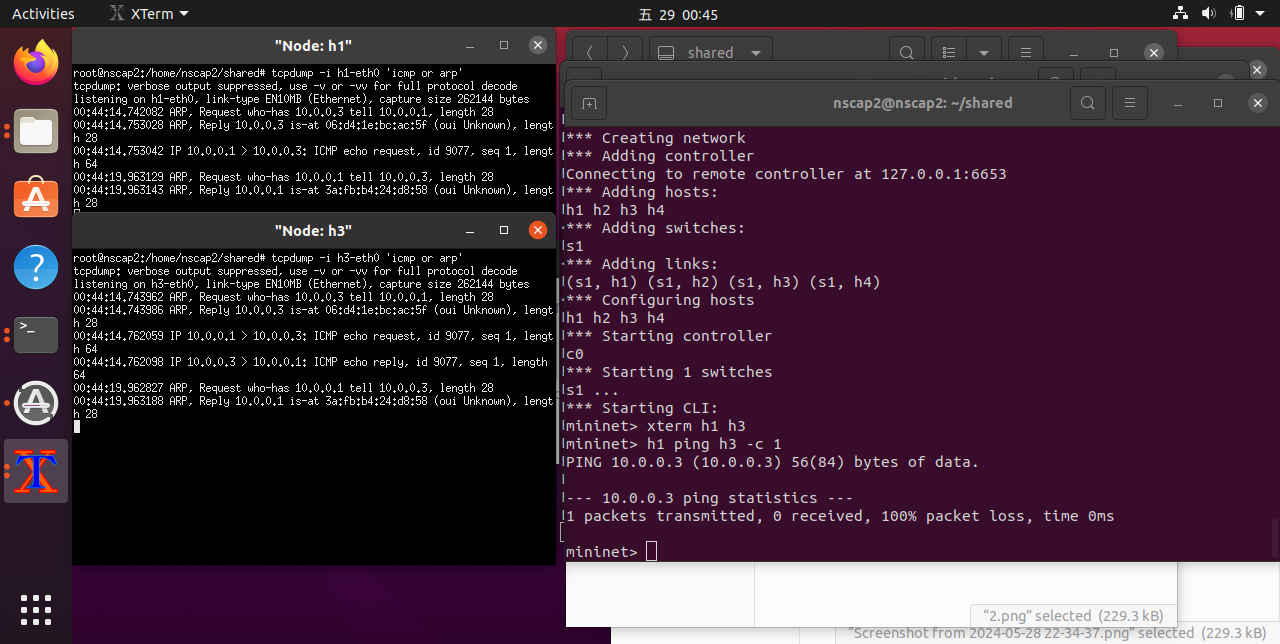 Activities
XTerm
五 29 00:45
"Node: h1"
root@nscap2:/home/nscap2/shared# tcpdump -i h1-eth0 'icmp or arp'
tcpdump: verbose output suppressed, use -v or -vv for full protocol decode
listening on h1-eth0, link-type EN10MB (Ethernet), capture size 262144 bytes
00:44:14.742082 ARP, Request who-has 10.0.0.3 tell 10.0.0.1, length 28
00:44:14.753028 ARP, Reply 10.0.0.3 is-at 06:d4:1e:bc:ac:5f (oui Unknown), lengt
h 28
00:44:14.753042 IP 10.0.0.1 > 10.0.0.3: ICMP echo request, id 9077, seq 1, lengt
h 64
00:44:19.963129 ARP, Request who-has 10.0.0.1 tell 10.0.0.3, length 28
00:44:19.963143 ARP, Reply 10.0.0.1 is-at 3a:fb:b4:24:d8:58 (oui Unknown), lengt
h 28
"Node: h3"
root@nscap2:/home/nscap2/shared# tcpdump -i h3-eth0 'icmp or arp'
tcpdump: verbose output suppressed, use -v or -vv for full protocol decode
listening on h3-eth0, link-type EN10MB (Ethernet), capture size 262144 bytes
00:44:14.743962 ARP, Request who-has 10.0.0.3 tell 10.0.0.1, length 28
00:44:14.743986 ARP, Reply 10.0.0.3 is-at 06:d4:1e:bc:ac:5f (oui Unknown), lengt
h 28
00:44:14.762059 IP 10.0.0.1 > 10.0.0.3: ICMP echo request, id 9077, seq 1, lengt
h 64
00:44:14.762098 IP 10.0.0.3 > 10.0.0.1: ICMP echo reply, id 9077, seq 1, length
64
00:44:19.962827 ARP, Request who-has 10.0.0.1 tell 10.0.0.3, length 28
00:44:19.963188 ARP, Reply 10.0.0.1 is-at 3a:fb:b4:24:d8:58 (oui Unknown), lengt
h 28
shared
nscap2@nscap2: ~/shared
*** Creating network
*** Adding controller
Connecting to remote controller at 127.0.0.1:6653
*** Adding hosts:
h1 h2 h3 h4
*** Adding switches:
s1
*** Adding links:
(s1, h1) (s1, h2) (s1, h3) (s1, h4)
*** Configuring hosts
h1 h2 h3 h4
*** Starting controller
c0
*** Starting 1 switches
s1 ...
*** Starting CLI:
mininet> xterm h1 h3
mininet> h1 ping h3 -c 1
PING 10.0.0.3 (10.0.0.3) 56(84) bytes of data.
--- 10.0.0.3 ping statistics ---
1 packets transmitted, 0 received, 100% packet loss, time 0ms
mininet>
“2.png” selected (229.3 kB)
“Screenshot from 2024-05-28 22-34-37.png” selected (229.3 kB)